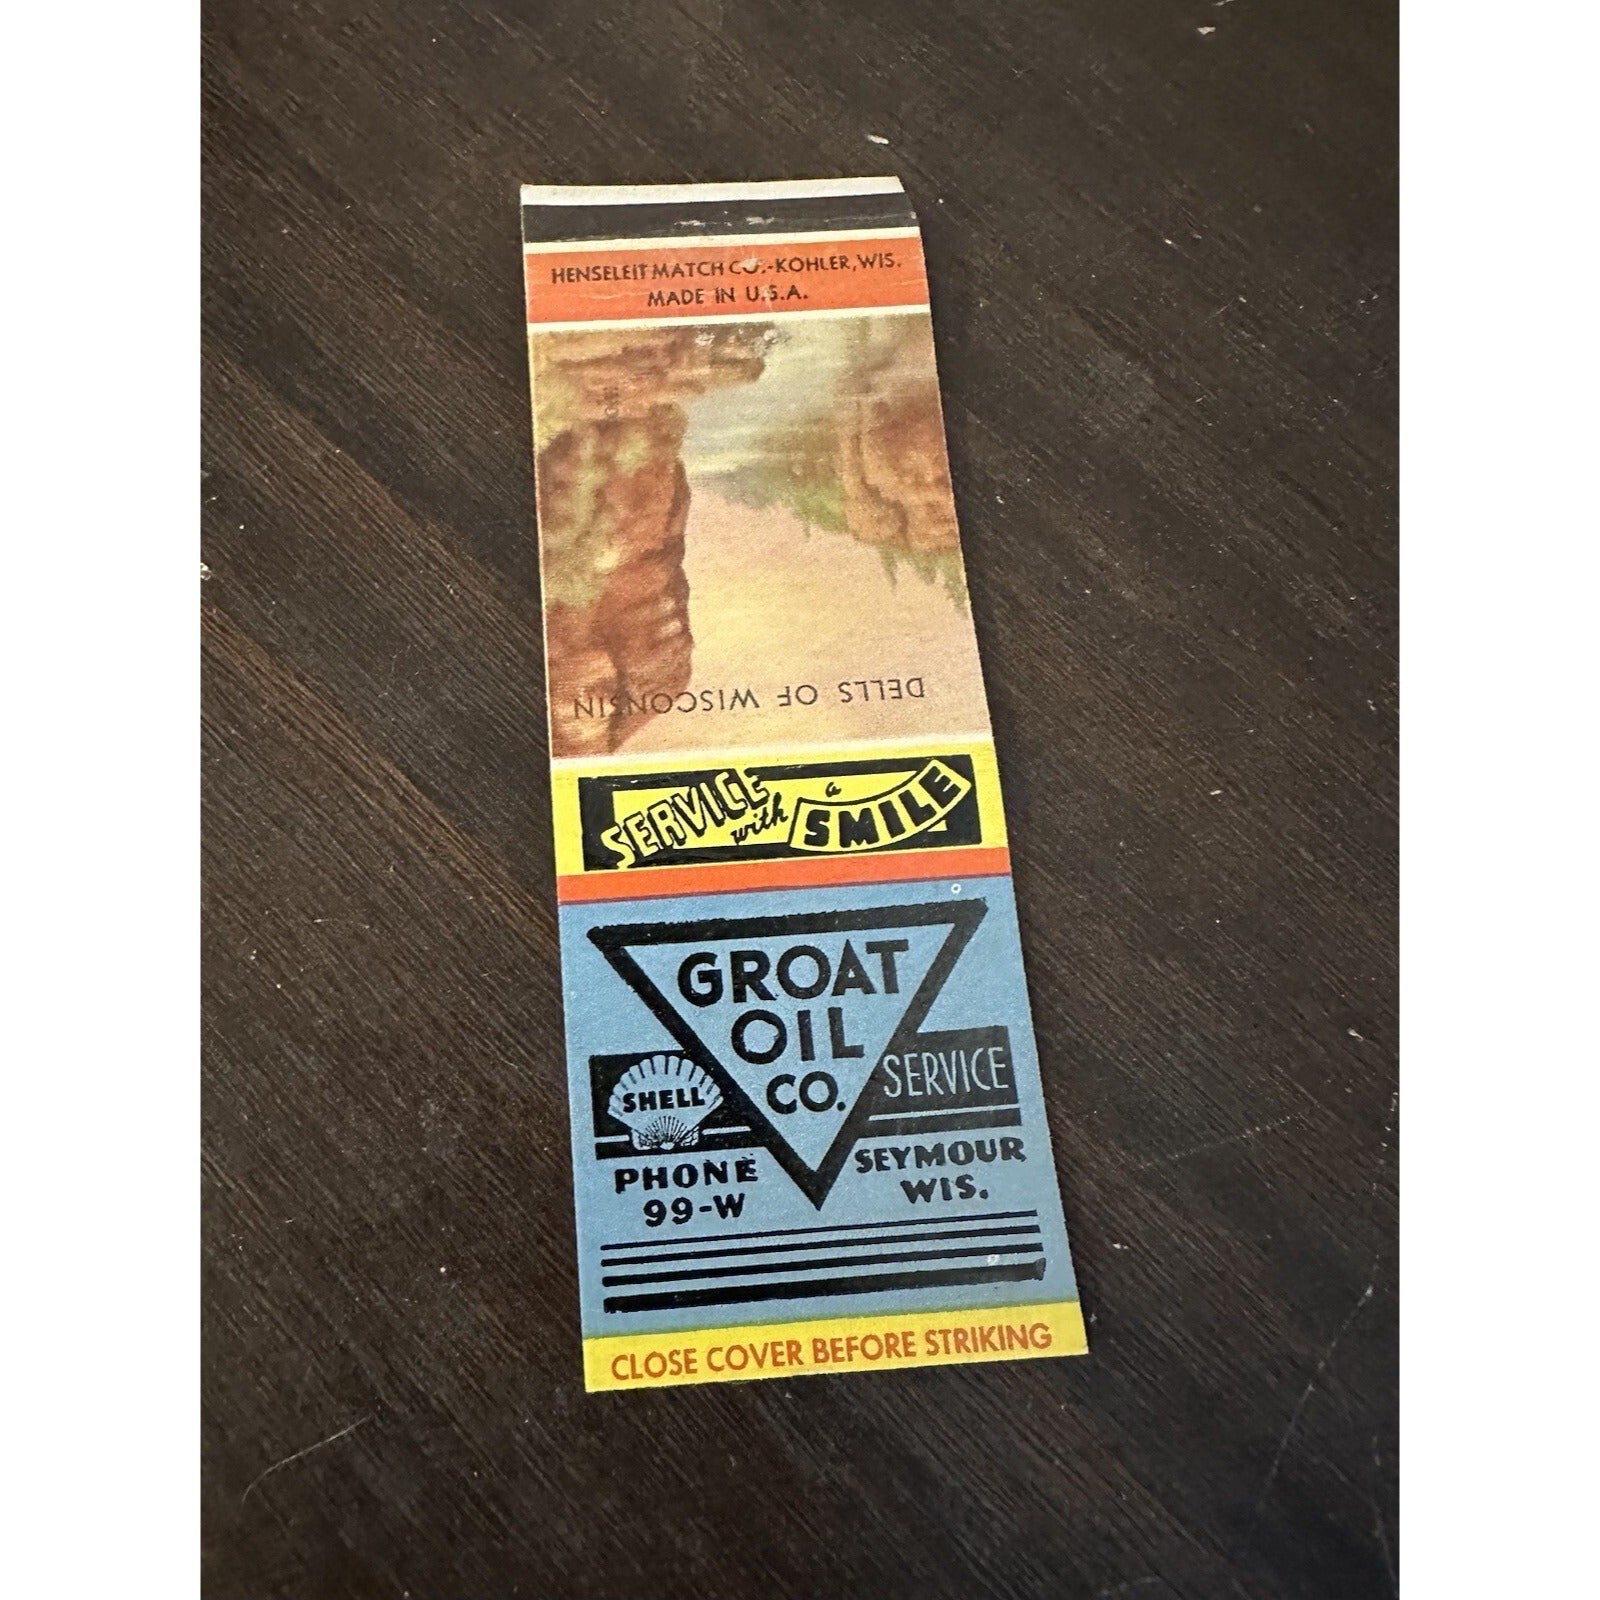 HENSELEIT MATCH CO.-KOHLER, WIS.
MADE IN U.S.A.
DELLS OF WISCONSIN
SERVICE with a SMILE
GROAT
OIL
CO.
SHELL
SERVICE
PHONE
99-W
SEYMOUR
WIS.
CLOSE COVER BEFORE STRIKING